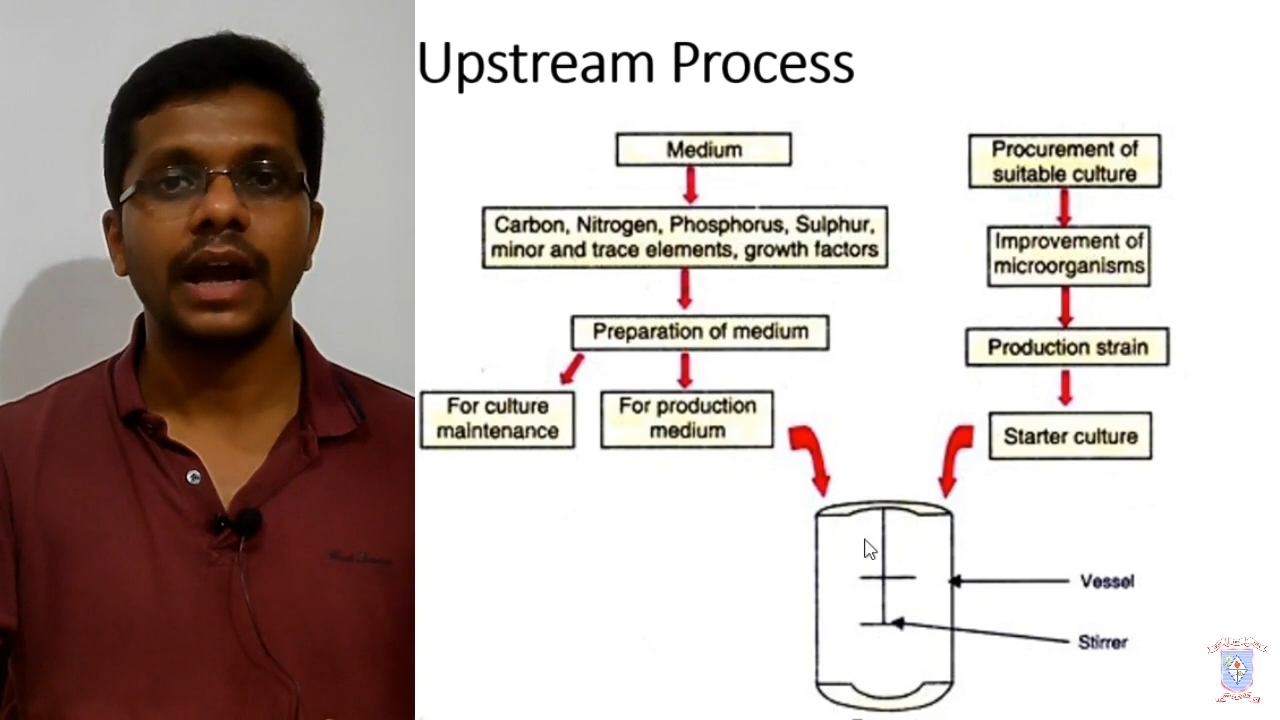 Upstream Process
Medium
Carbon, Nitrogen, Phosphorus, Sulphur,
minor and trace elements, growth factors
Preparation of medium
For culture
maintenance
For production
medium
Procurement of
suitable culture
Improvement of
microorganisms
Production strain
Starter culture
Vessel
Stirrer